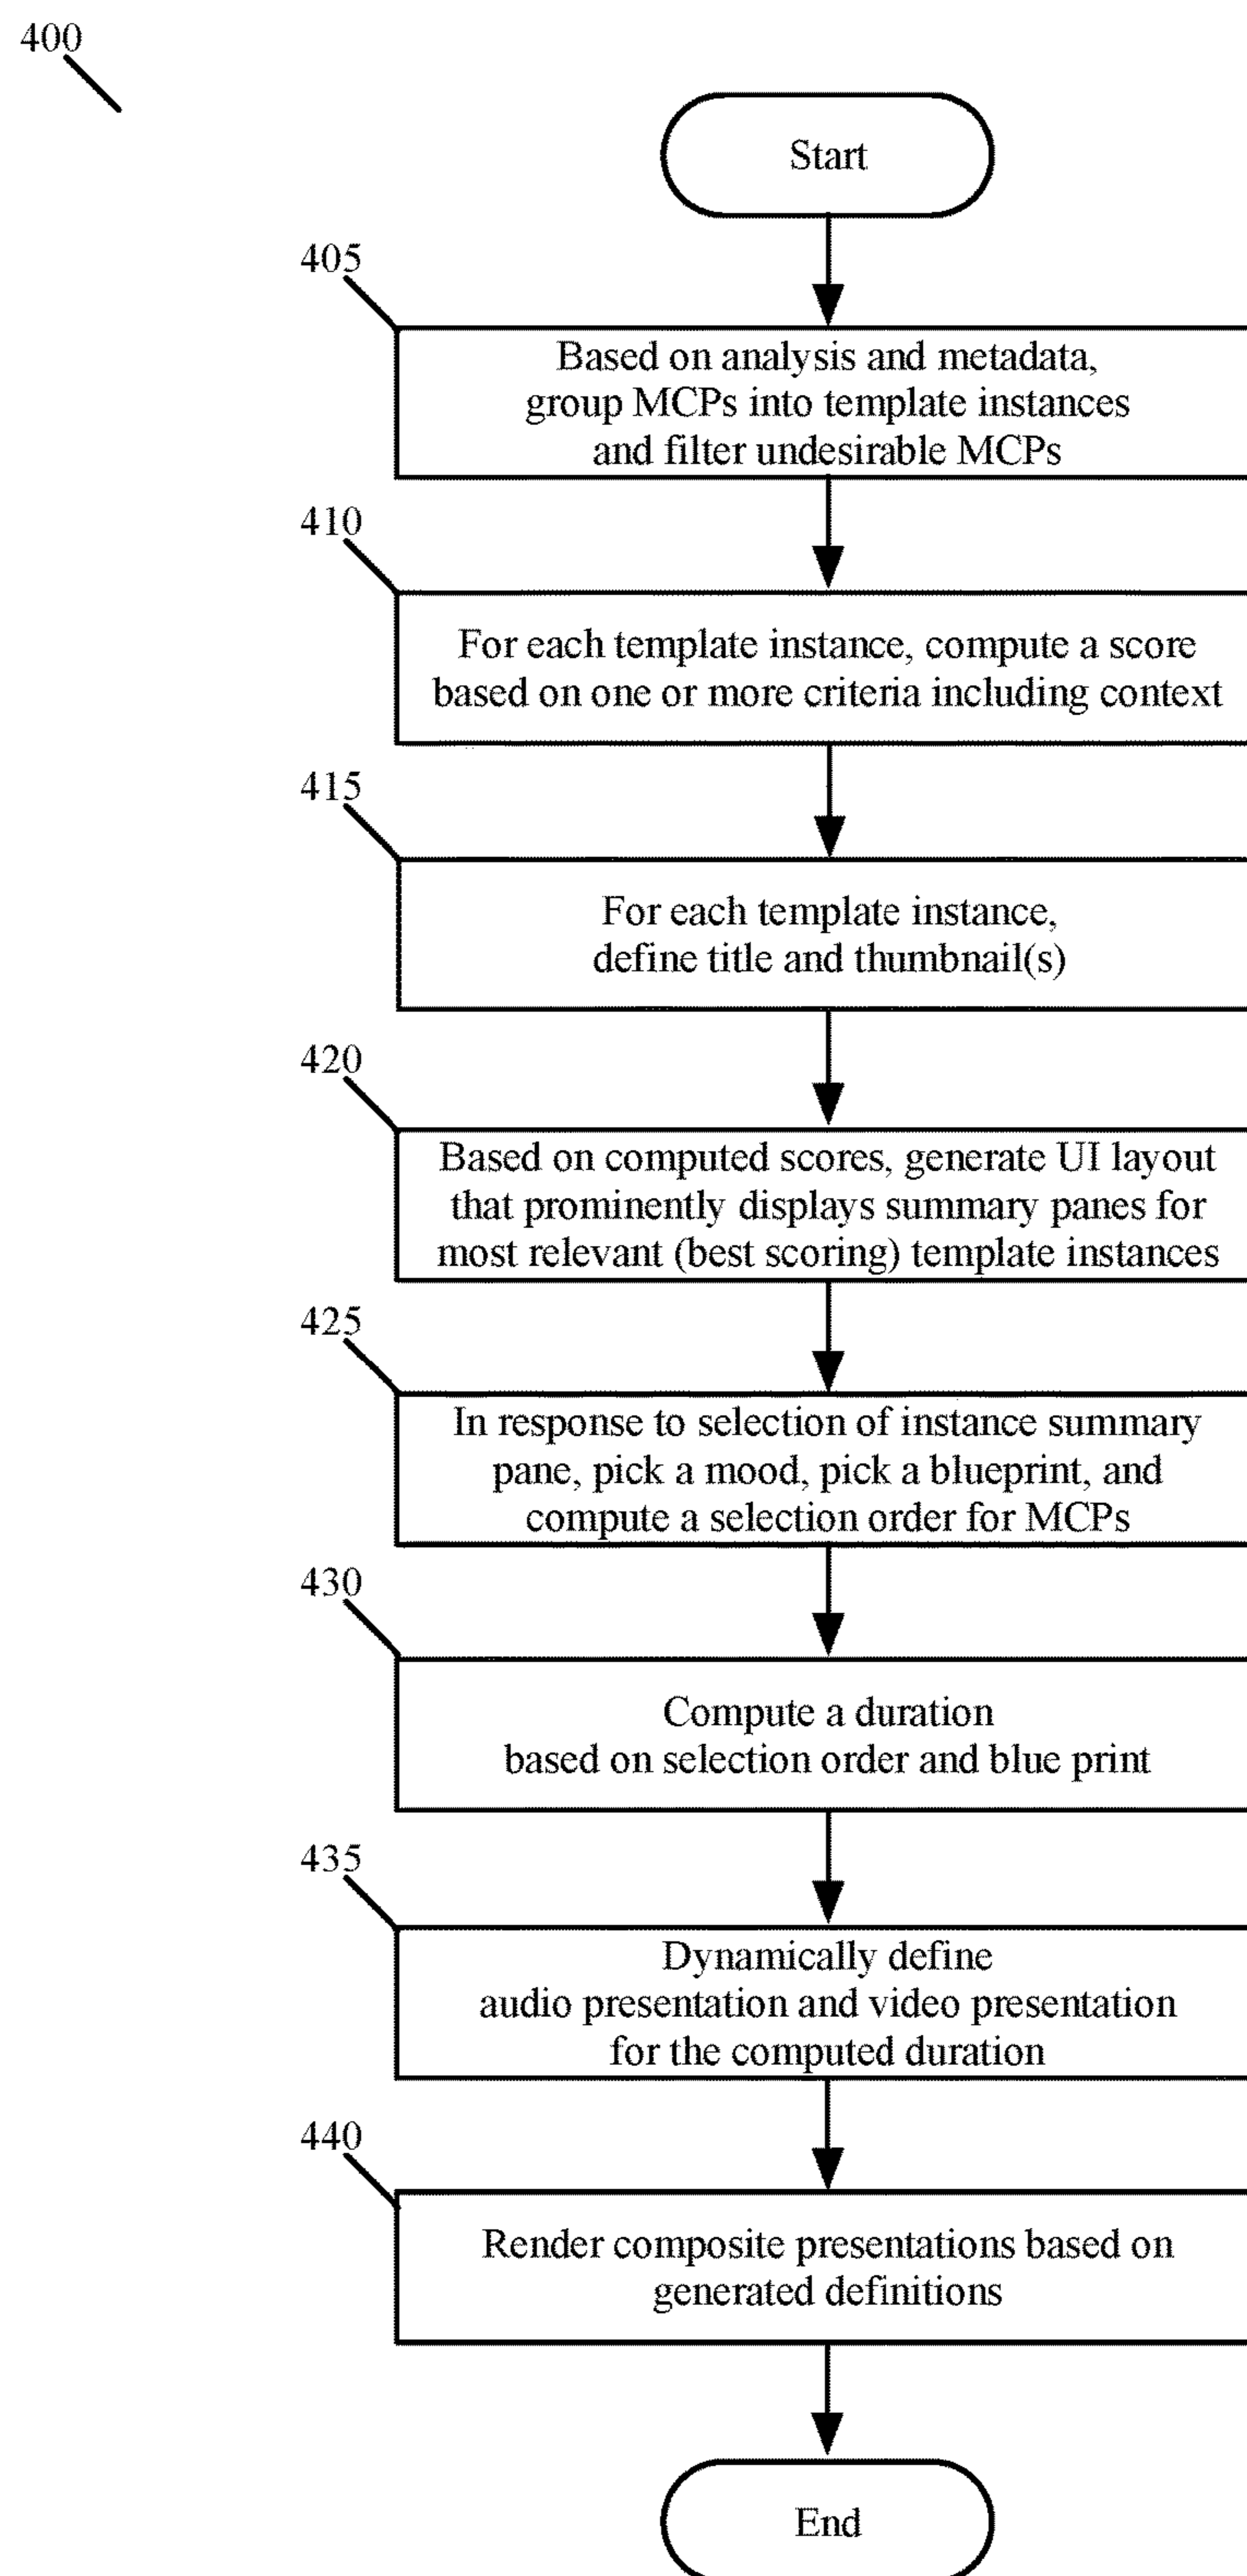 400
Start
405
Based on analysis and metadata,
group MCPs into template instances
and filter undesirable MCPs
410
For each template instance, compute a score
based on one or more criteria including context
415
For each template instance,
define title and thumbnail(s)
420
Based on computed scores, generate UI layout
that prominently displays summary panes for
most relevant (best scoring) template instances
425
In response to selection of instance summary
pane, pick a mood, pick a blueprint, and
compute a selection order for MCPs
430
Compute a duration
based on selection order and blue print
435
Dynamically define
audio presentation and video presentation
for the computed duration
440
Render composite presentations based on
generated definitions
End